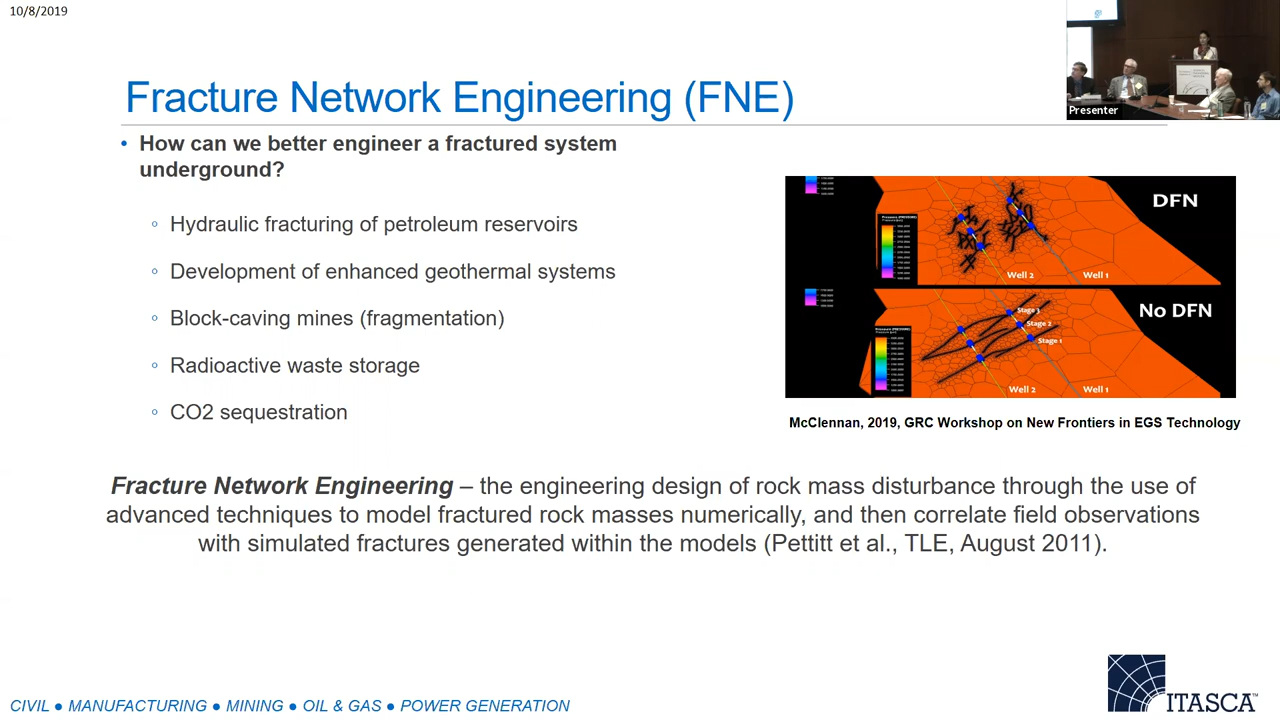 10/8/2019
Presenter
Fracture Network Engineering (FNE)
• How can we better engineer a fractured system
underground?
◦ Hydraulic fracturing of petroleum reservoirs
◦ Development of enhanced geothermal systems
◦ Block-caving mines (fragmentation)
◦ Radioactive waste storage
◦ CO2 sequestration
DFN
Well 2
Well 1
No DFN
Stage 3
Stage 2
Stage 1
Well 2
Well 1
McClennan, 2019, GRC Workshop on New Frontiers in EGS Technology
Fracture Network Engineering – the engineering design of rock mass disturbance through the use of
advanced techniques to model fractured rock masses numerically, and then correlate field observations
with simulated fractures generated within the models (Pettitt et al., TLE, August 2011).
CIVIL ● MANUFACTURING ● MINING ● OIL & GAS ● POWER GENERATION
ITASCA™